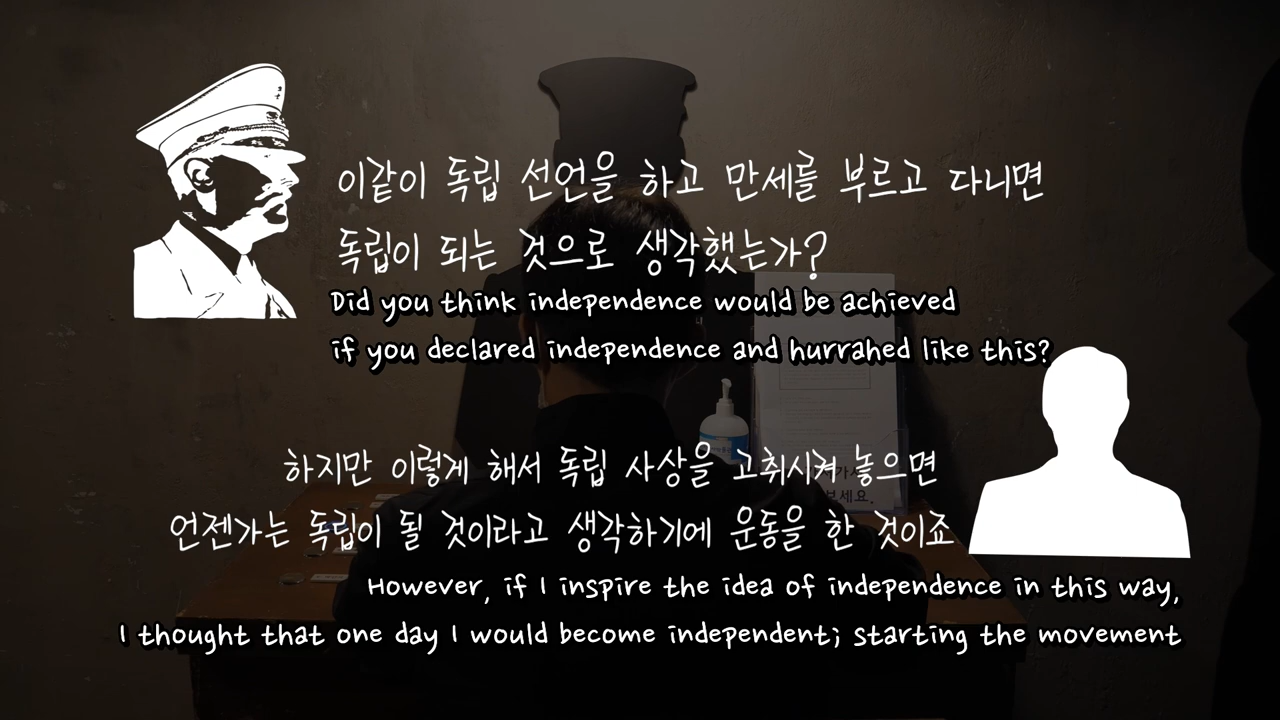 이같이 독립 선언을 하고 만세를 부르고 다니면
독립이 되는 것으로 생각했는가?
Did you think independence would be achieved
if you declared independence and hurrahed like this?
하지만 이렇게 해서 독립 사상을 고취시켜 놓으면
언젠가는 독립이 될 것이라고 생각하기에 운동을 한 것이죠
However, if I inspire the idea of independence in this way,
I thought that one day I would become independent; starting the movement